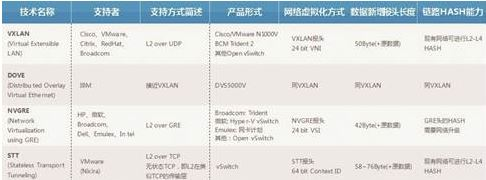 技术名称 支持者 支持方式简述 产品形式 网络虚拟化方式 数据新增报头长度 链路HASH能力
VXLAN
(Virtual Extensible
LAN)
Cisco, VMware,
Citrix, RedHat,
Broadcom
L2 over UDP
Cisco/VMware N1000V
BCM Trident 2
其他Open vSwitch
VXLAN报头
24 bit VNI
50Byte(+原数据)
现有网络可进行L2-L4
HASH
DOVE
(Distributed Overlay
Virtual Ethernet)
IBM
接近VXLAN
DVS5000V
同VXLAN
同VXLAN
同VXLAN
NVGRE
(Network
Virtualization
using GRE)
HP、微软,
Broadcom,
Dell, Emulex, Intel
L2 over GRE
Broadcom: Trident
微软: Hyper-V vSwitch
Emulex: 网卡计划
其他: Open vSwitch
NVGRE报头
24 bit VSI
42Byte(+原数据)
GRE头的HASH
需要网络升级
STT
(Stateless Transport
Tunneling)
VMware
(Nicira)
L2 over TCP
无状态TCP，即L2在类
似TCP的传输层
vSwitch
STT报头
64 bit Context ID
58~76Byte(+原数据)
现有网络可进行L2-L4
HASH